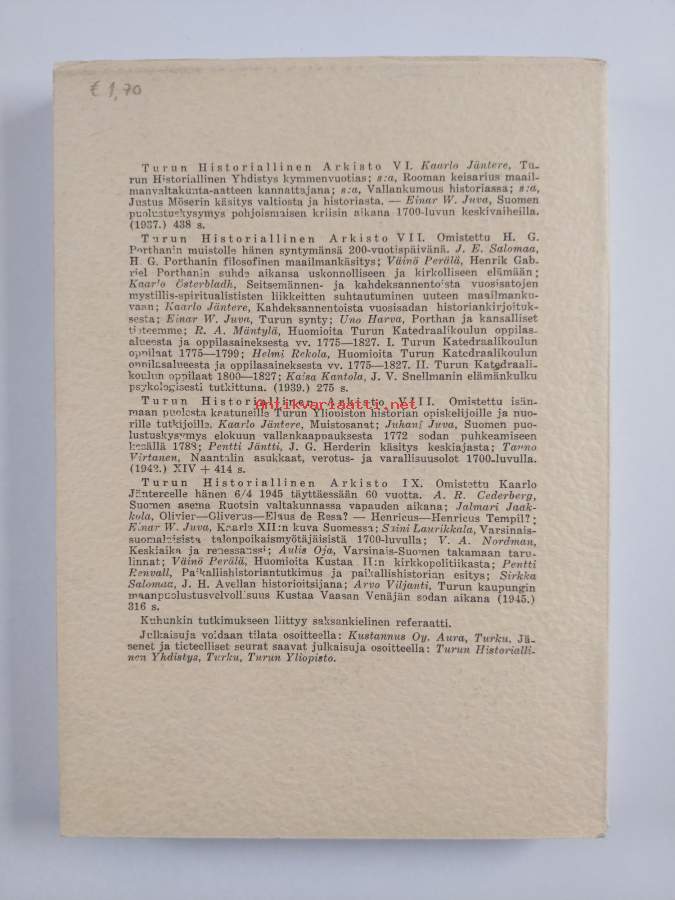 € 1,70
Turun Historiallinen Arkisto VI. Kaarlo Jäntere, Tu-
run Historiallinen Yhdistys kymmenvuotias; s:a, Rooman keisarius maail-
manvaltakunta-aatteen kannattajana; s:a, Vallankumous historiassa; s:a,
Justus Möserin käsitys valtiosta ja historiasta. — Einar W. Juva, Suomen
puolustuskysymys pohjoismaisen kriisin aikana 1700-luvun keskivaiheilla.
(1937.) 438 s.
Turun Historiallinen Arkisto VII. Omistettu H. G.
Porthanin muistolle hänen syntymänsä 200-vuotispäivänä. J. E. Salomaa,
H. G. Porthanin filosofinen maailmankäsitys; Väinö Perälä, Henrik Gab-
riel Porthanin suhde aikansa uskonnolliseen ja kirkolliseen elämään;
Kaarlo Österbladh, Seitsemännen- ja kahdeksannentoista vuosisatojen
mystillis-spiritualististen liikkeitten suhtautuminen uuteen maailmanku-
vaan; Kaarlo Jäntere, Kahdeksannentoista vuosisadan historiankirjoituk-
sesta; Einar W. Juva, Turun synty; Uno Harva, Porthan ja kansalliset
tieteemme; R. A. Mäntylä, Huomioita Turun Katedraalikoulun oppilas-
alueesta ja oppilasaineksesta vv. 1775—1827. I. Turun Katedraalikoulun
oppilaat 1775—1799; Helmi Rekola, Huomioita Turun Katedraalikoulun
oppilasalueesta ja oppilasaineksesta vv. 1775—1827. II. Turun Katedraali-
koulun oppilaat 1800—1827; Kaisa Kantola, J. V. Snellmanin elämänkulku
psykologisesti tutkittuna. (1939.) 275 s.
Turun Historiallinen Arkisto VIII. Omistettu isän-
maan puolesta kaatuneille Turun Yliopiston historian opiskelijoille ja nuo-
rille tutkijoille. Kaarlo Jäntere, Muistosanat; Juhani Juva, Suomen puo-
lustuskysymys elokuun vallankaappauksesta 1772 sodan puhkeamiseen
kesällä 1788; Pentti Jäntti, J. G. Herderin käsitys keskiajasta; Tauno
Virtanen, Naantalin asukkaat, verotus- ja varallisuusolot 1700-luvulla.
(1942.) XIV + 414 s.
antikvariaatti.net
Turun Historiallinen Arkisto IX. Omistettu Kaarlo
Jäntereelle hänen 6/4 1945 täyttäessään 60 vuotta. A. R. Cederberg,
Suomen asema Ruotsin valtakunnassa vapauden aikana; Jalmari Jaak-
kola, Olivier—Oliverus—Elaus de Resa? — Henricus—Henricus Tempil?;
Einar W. Juva, Kaarle XII:n kuva Suomessa; Saini Laurikkala, Varsinais-
suomalaisista talonpoikaismyötäjäisistä 1700-luvulla; V. A. Nordman,
Keskiaika ja renessanssi; Aulis Oja, Varsinais-Suomen takamaan taru-
linnat; Väinö Perälä, Huomioita Kustaa II:n kirkkopolitiikasta; Pentti
Renvall, Paikallishistoriantutkimus ja paikallishistorian esitys; Sirkka
Salomaa, J. H. Avellan historioitsijana; Arvo Viljanti, Turun kaupungin
maanpuolustusvelvollisuus Kustaa Vaasan Venäjän sodan aikana (1945.)
316 s.
Kuhunkin tutkimukseen liittyy saksankielinen referaatti.
Julkaisuja voidaan tilata osoitteella: Kustannus Oy. Aura, Turku. Jä-
senet ja tieteelliset seurat saavat julkaisuja osoitteella: Turun Historialli-
nen Yhdistys, Turku, Turun Yliopisto.